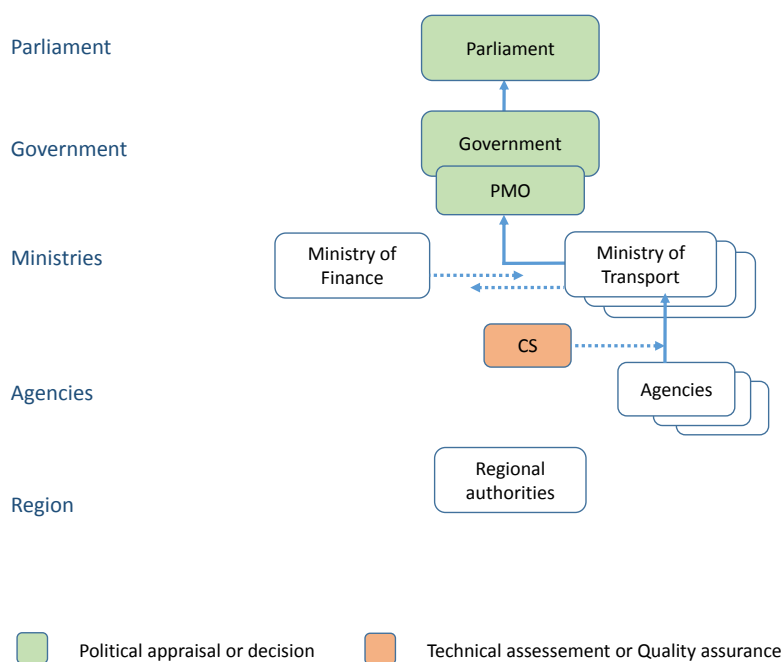 Parliament
Parliament
Government
Government
PMO
Ministries
Ministry of
Finance
Ministry of
Transport
CS
Agencies
Agencies
Regional
authorities
Region
Political appraisal or decision
Technical assessement or Quality assurance